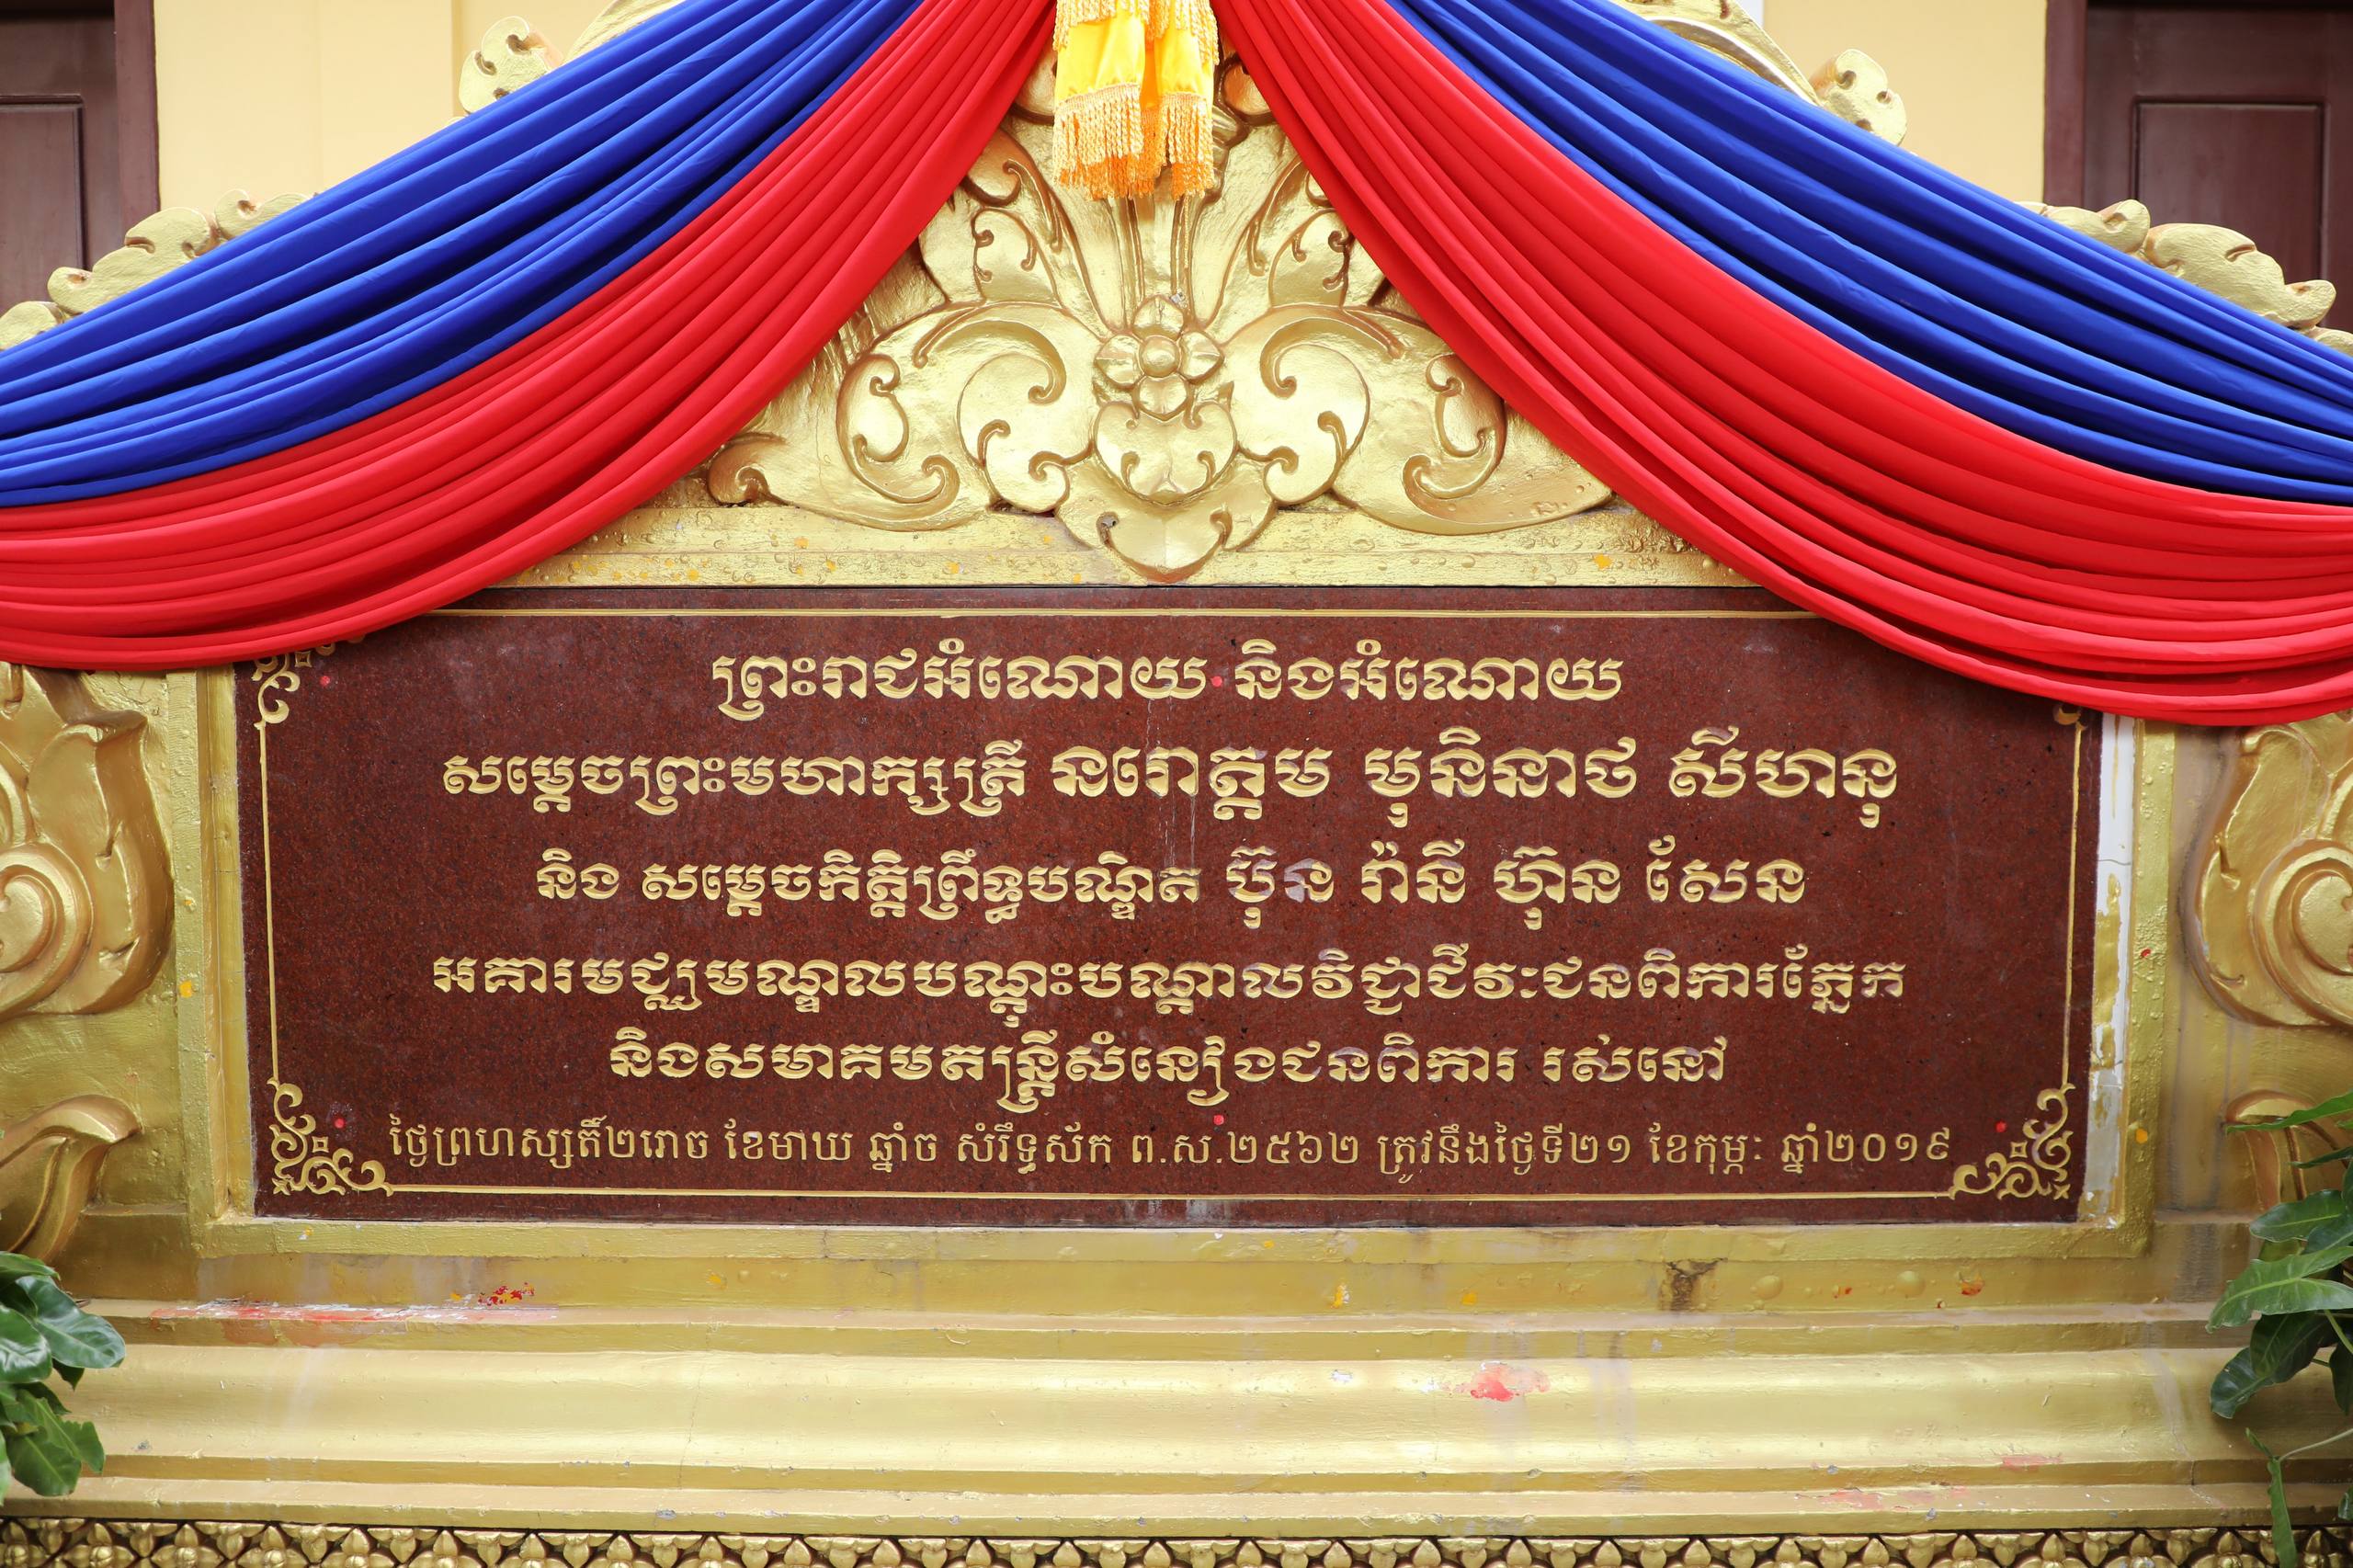 ព្រះរាជអំណោយ និងអំណោយ
សម្តេចព្រះមហាក្សត្រី នរោត្តម មុនិនាថ សីហនុ
និង សម្តេចកិត្តិព្រឹទ្ធបណ្ឌិត ប៊ុន រ៉ានី ហ៊ុន សែន
អគារមជ្ឈមណ្ឌលបណ្តុះបណ្តាលវិជ្ជាជីវៈជនពិការភ្នែក
និងសមាគមតន្ត្រីសំនៀងជនពិការ រស់នៅ
ថ្ងៃព្រហស្បតិ៍២រោច ខែមាឃ ឆ្នាំច សំរឹទ្ធស័ក ព.ស.២៥៦២ ត្រូវនឹងថ្ងៃទី២១ ខែកុម្ភៈ ឆ្នាំ២០១៩